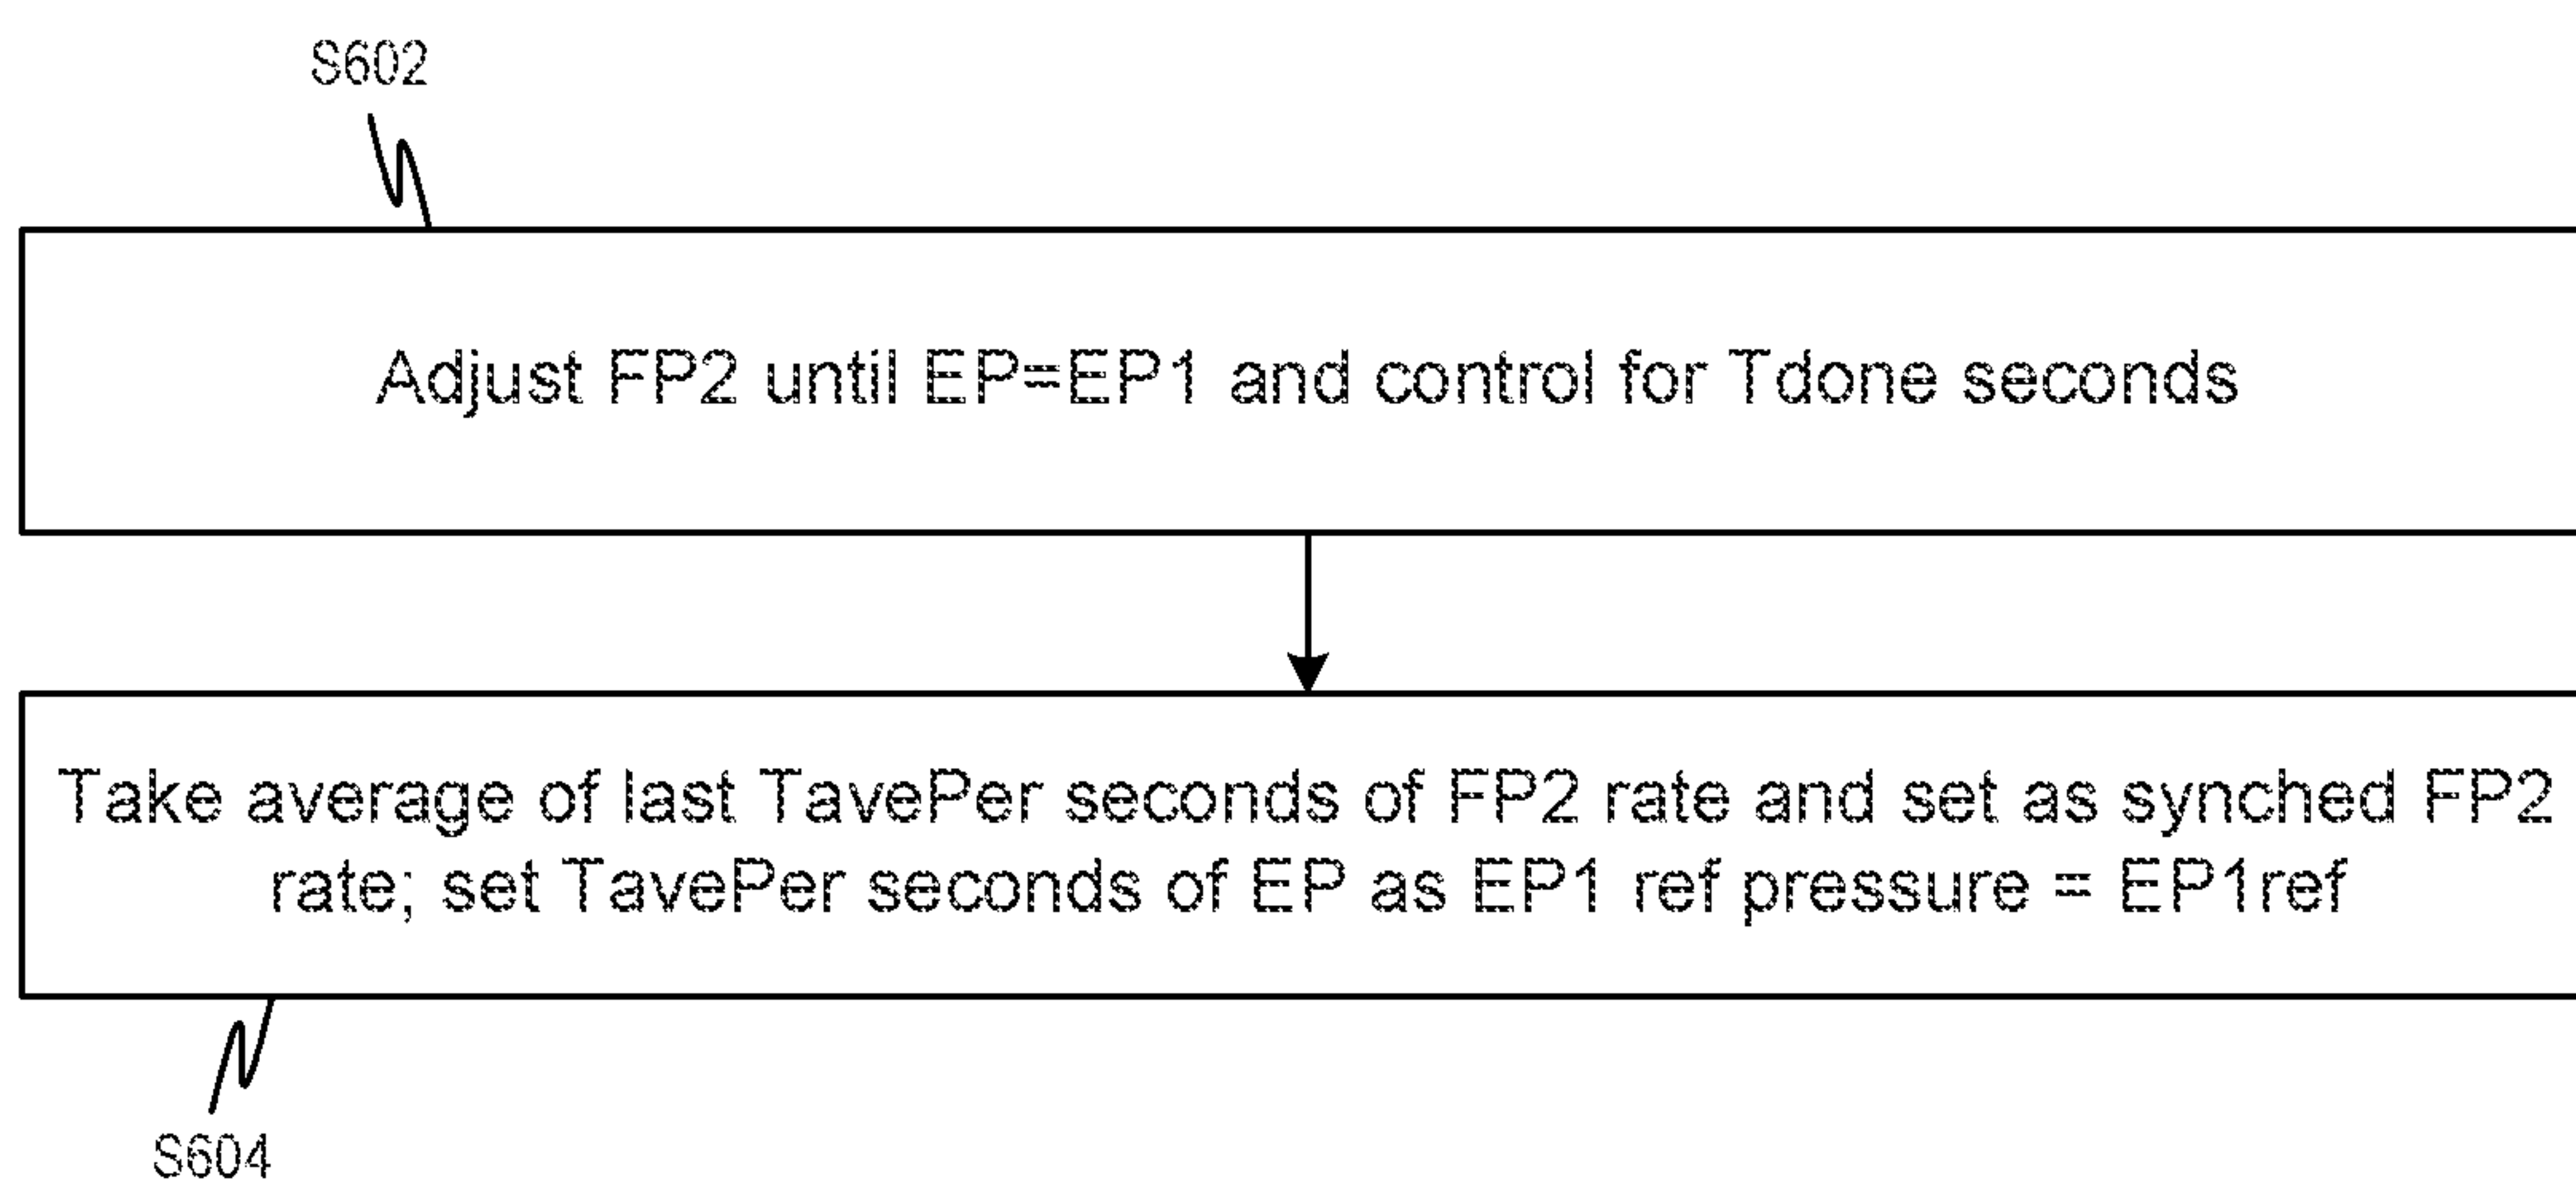 S602
Adjust FP2 until EP=EP1 and control for Tdone seconds
Take average of last TavePer seconds of FP2 rate and set as synched FP2
rate; set TavePer seconds of EP as EP1 ref pressure = EP1ref
S604